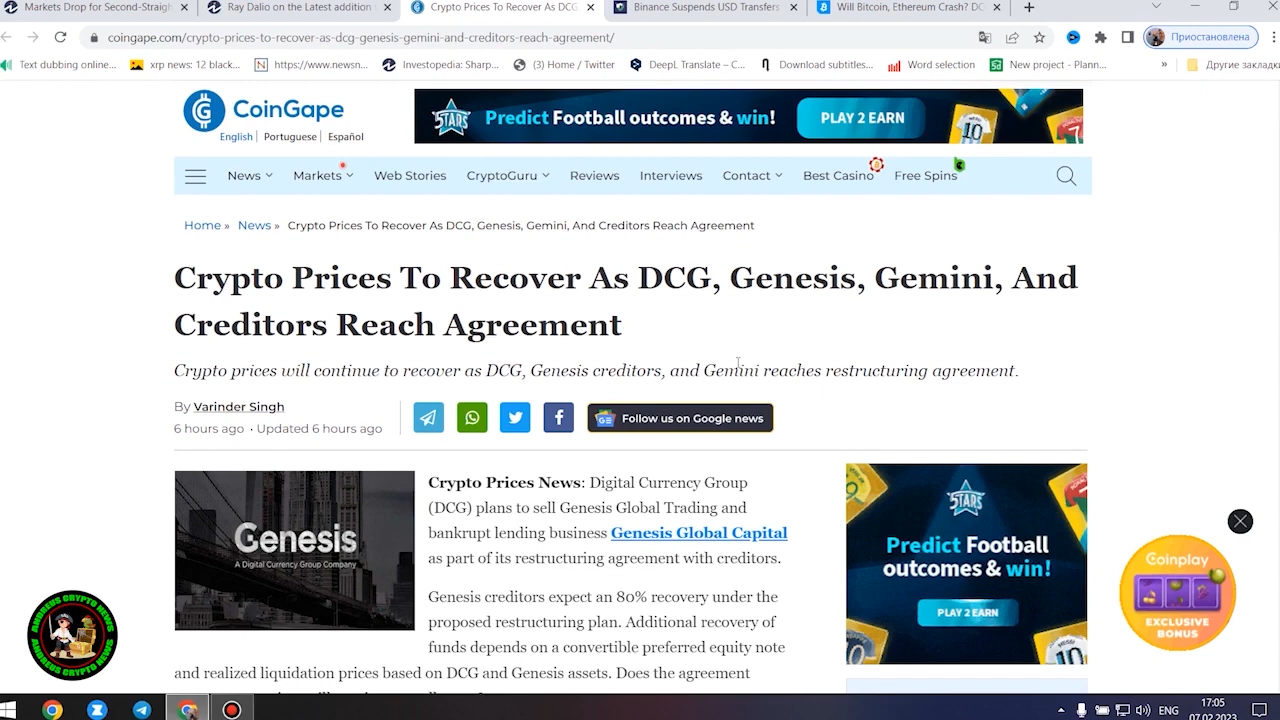 Markets Drop for Second-Straigh
Ray Dalio on the Latest addition
Crypto Prices To Recover As DCG,
Binance Suspends USD Transfers
Will Bitcoin, Ethereum Crash? DC
coingape.com/crypto-prices-to-recover-as-dcg-genesis-gemini-and-creditors-reach-agreement/
Приостановлена
Text dubbing online...
xrp news: 12 black...
https://www.newsn...
Investopedia: Sharp...
(3) Home / Twitter
DeepL Translate – C...
Download subtitles...
Word selection
New project - Plann...
»
Другие закладки
CoinGape
English | Portuguese | Español
STARS
Predict Football outcomes & win!
PLAY 2 EARN
10
7
News
Markets
Web Stories
CryptoGuru
Reviews
Interviews
Contact
Best Casino
Free Spins
Home » News » Crypto Prices To Recover As DCG, Genesis, Gemini, And Creditors Reach Agreement
Crypto Prices To Recover As DCG, Genesis, Gemini, And
Creditors Reach Agreement
Crypto prices will continue to recover as DCG, Genesis creditors, and Gemini reaches restructuring agreement.
By Varinder Singh
6 hours ago · Updated 6 hours ago
Follow us on Google news
Genesis
A Digital Currency Group Company
Crypto Prices News: Digital Currency Group
(DCG) plans to sell Genesis Global Trading and
bankrupt lending business Genesis Global Capital
as part of its restructuring agreement with creditors.
Genesis creditors expect an 80% recovery under the
proposed restructuring plan. Additional recovery of
funds depends on a convertible preferred equity note
and realized liquidation prices based on DCG and Genesis assets. Does the agreement
STARS
Predict Football
outcomes & win!
PLAY 2 EARN
MESSI
10
Coinplay
EXCLUSIVE
BONUS
ANDREUS CRYPTO NEWS
ANDREUS CRYPTO NEWS
ENG
17:05
07.02.2023